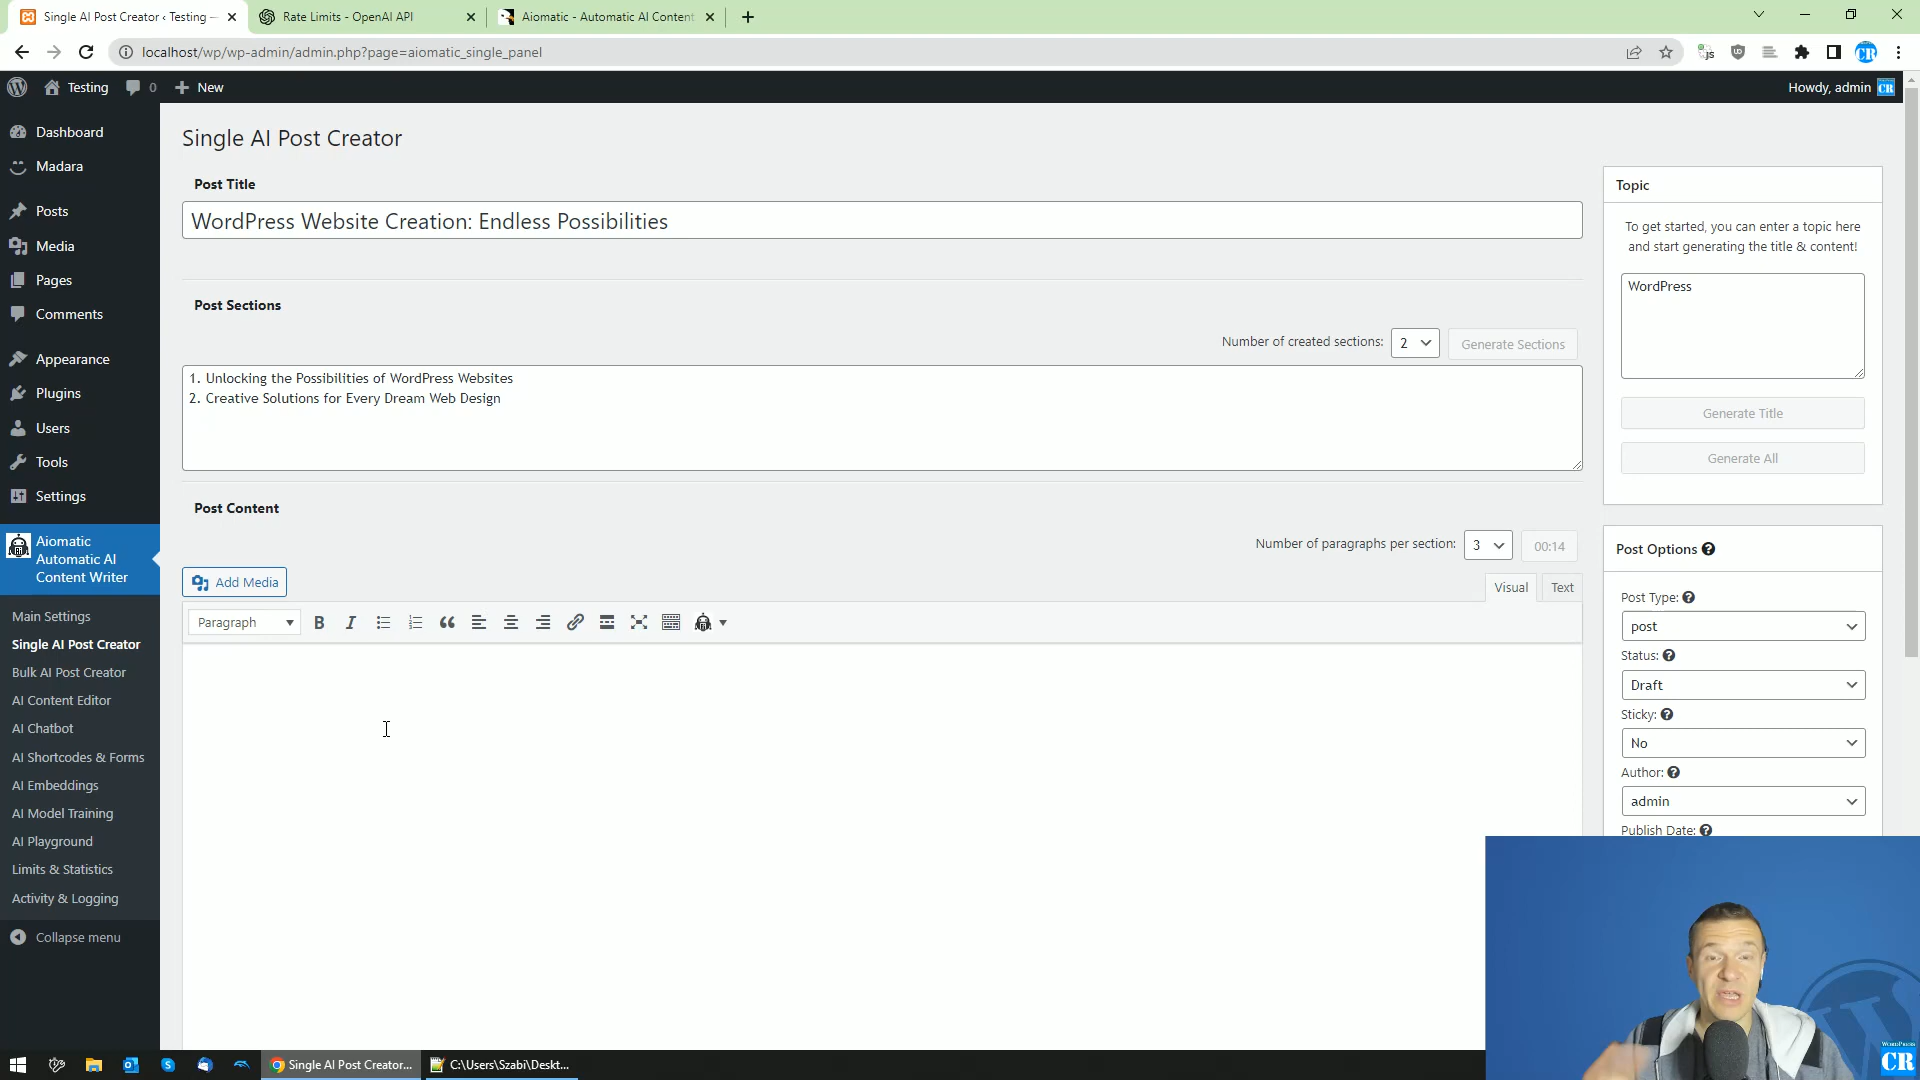 Single AI Post Creator ‹ Testing —
Rate Limits - OpenAI API
Aiomatic - Automatic AI Content
localhost/wp/wp-admin/admin.php?page=aiomatic_single_panel
Testing
0
New
Howdy, admin
CR
Dashboard
Madara
Posts
Media
Pages
Comments
Appearance
Plugins
Users
Tools
Settings
Aiomatic
Automatic AI
Content Writer
Main Settings
Single AI Post Creator
Bulk AI Post Creator
AI Content Editor
AI Chatbot
AI Shortcodes & Forms
AI Embeddings
AI Model Training
AI Playground
Limits & Statistics
Activity & Logging
Collapse menu
Single AI Post Creator
Post Title
WordPress Website Creation: Endless Possibilities
Post Sections
Number of created sections:
2
Generate Sections
1. Unlocking the Possibilities of WordPress Websites
2. Creative Solutions for Every Dream Web Design
Post Content
Number of paragraphs per section:
3
00:14
Add Media
Visual
Text
Paragraph
Topic
To get started, you can enter a topic here
and start generating the title & content!
WordPress
Generate Title
Generate All
Post Options
Post Type:
post
Status:
Draft
Sticky:
No
Author:
admin
Publish Date:
WORDPRESS
CR
Single AI Post Creator...
C:\Users\Szabi\Deskt...